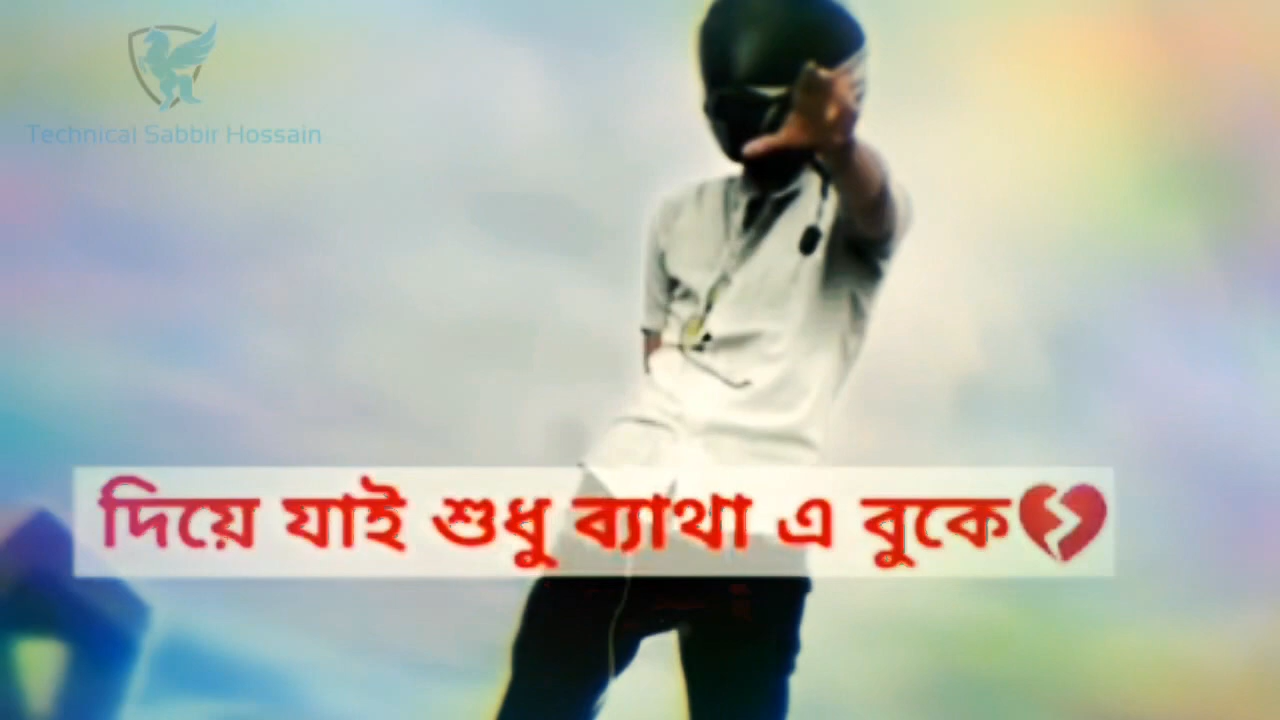 Technical Sabbir Hossain
দিয়ে যাই শুধু ব্যাথা এ বুকে💔